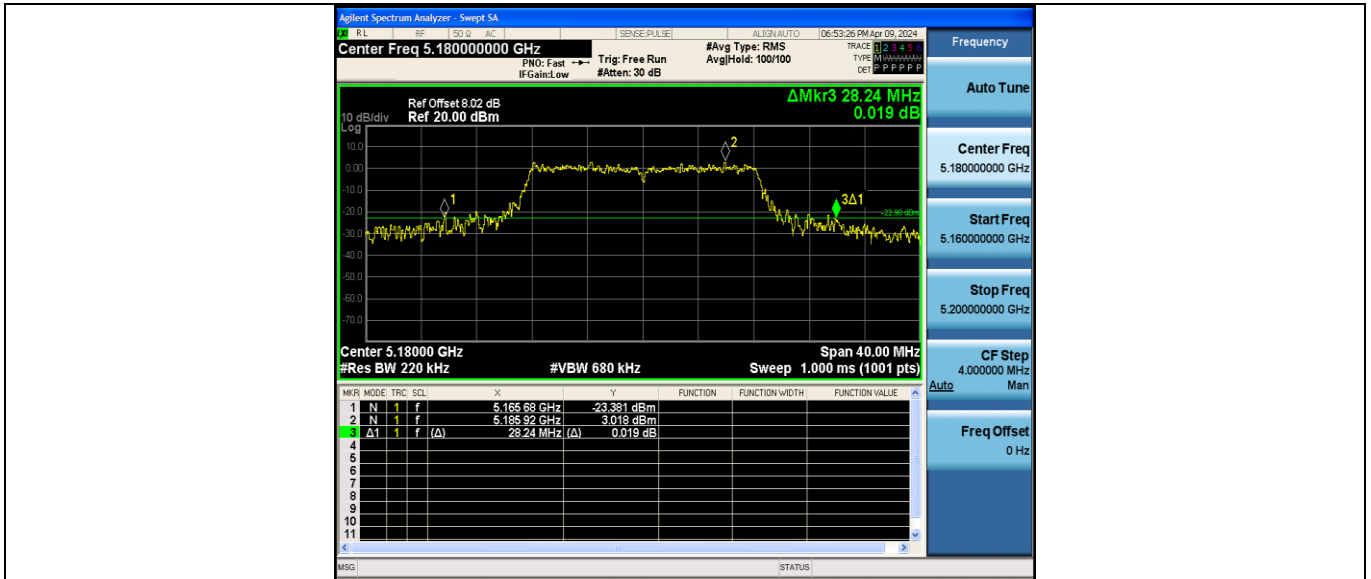 Agilent Spectrum Analyzer - Swept SA
LXI RL RF 50 Ω AC SENSE:PULSE ALIGN AUTO 06:53:26 PM Apr 09, 2024
Center Freq 5.180000000 GHz
PNO: Fast
IFGain:Low
Trig: Free Run
#Atten: 30 dB
#Avg Type: RMS
Avg|Hold: 100/100
TRACE 1 2 3 4 5 6
TYPE M
DET P P P P P P
ΔMkr3 28.24 MHz
0.019 dB
Ref Offset 8.02 dB
10 dB/div Ref 20.00 dBm
Log
10.0
0.00
-10.0
-20.0
-30.0
-40.0
-50.0
-60.0
-70.0
1
2
3Δ1
-22.98 dBm
Center 5.18000 GHz Span 40.00 MHz
#Res BW 220 kHz #VBW 680 kHz Sweep 1.000 ms (1001 pts)
MKR MODE TRC SCL X Y FUNCTION FUNCTION WIDTH FUNCTION VALUE
1 N 1 f 5.165 68 GHz -23.381 dBm
2 N 1 f 5.185 92 GHz 3.018 dBm
3 Δ1 1 f (Δ) 28.24 MHz (Δ) 0.019 dB
4
5
6
7
8
9
10
11
MSG STATUS
Frequency
Auto Tune
Center Freq
5.180000000 GHz
Start Freq
5.160000000 GHz
Stop Freq
5.200000000 GHz
CF Step
4.000000 MHz
Auto Man
Freq Offset
0 Hz